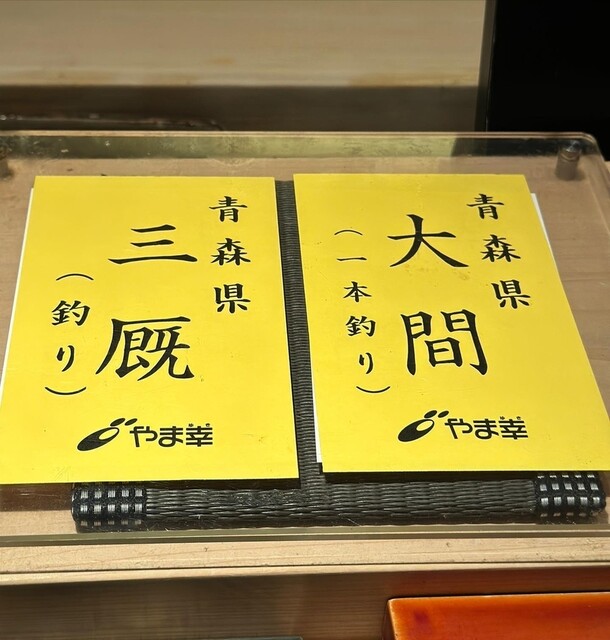 青森県
大間
（一本釣り）
やま幸
青森県
三厩
（釣り）
やま幸